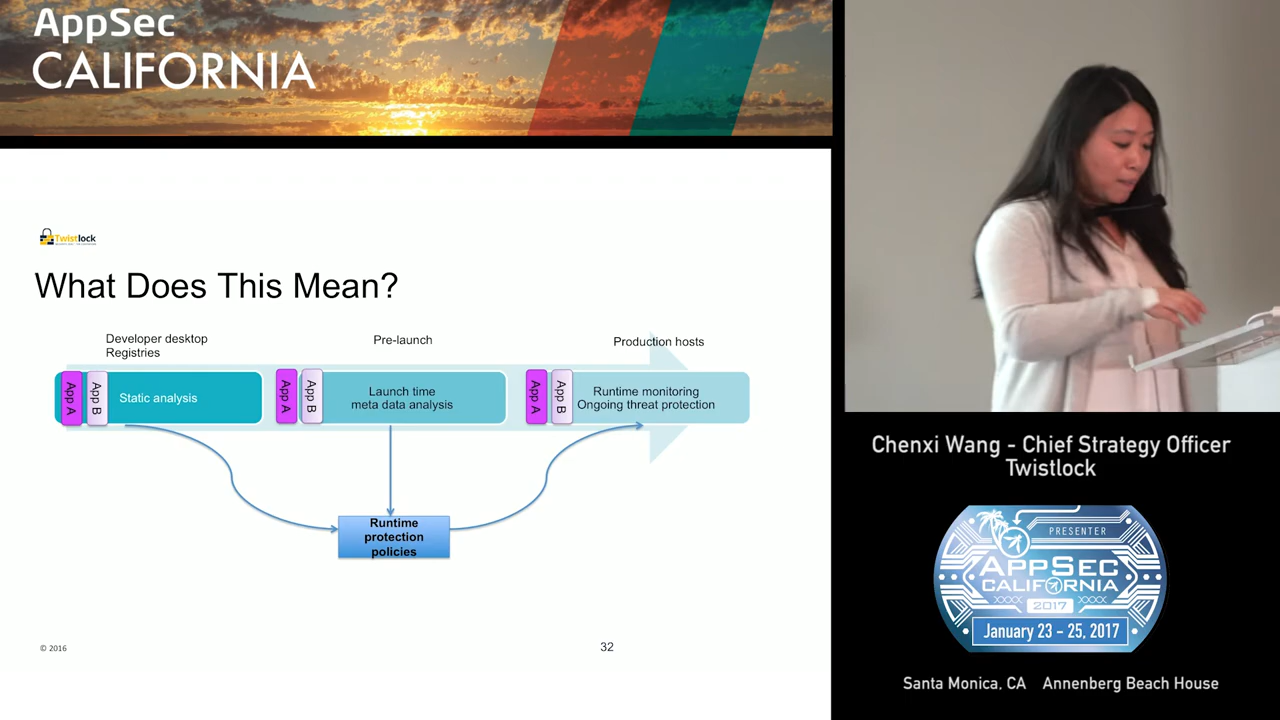 AppSec
CALIFORNIA
Twistlock
What Does This Mean?
Developer desktop
Registries
Pre-launch
Production hosts
App A
App B
Static analysis
App A
App B
Launch time
meta data analysis
App A
App B
Runtime monitoring
Ongoing threat protection
Runtime
protection
policies
© 2016
32
Chenxi Wang - Chief Strategy Officer
Twistlock
PRESENTER
APPSEC
CALIFORNIA
XXXX 2017 XXXX
January 23 - 25, 2017
Santa Monica, CA Annenberg Beach House